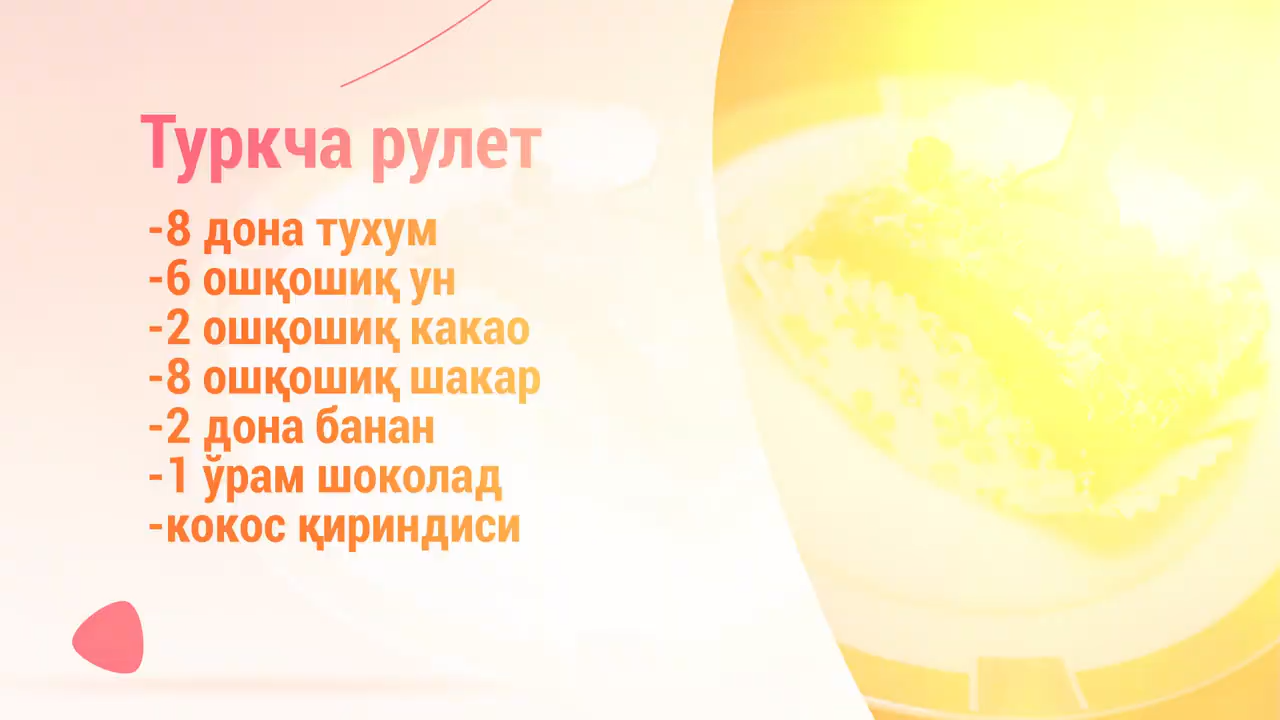 Туркча рулет
-8 дона тухум
-6 ошқошиқ ун
-2 ошқошиқ какао
-8 ошқошиқ шакар
-2 дона банан
-1 ўрам шоколад
-кокос қириндиси